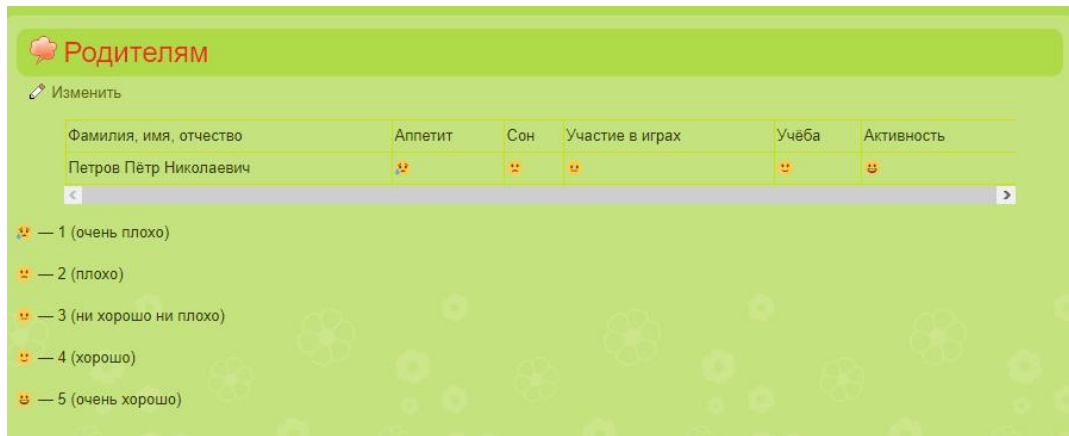 Родителям
Изменить
Фамилия, имя, отчество Аппетит Сон Участие в играх Учёба Активность
Петров Пётр Николаевич
— 1 (очень плохо)
— 2 (плохо)
— 3 (ни хорошо ни плохо)
— 4 (хорошо)
— 5 (очень хорошо)